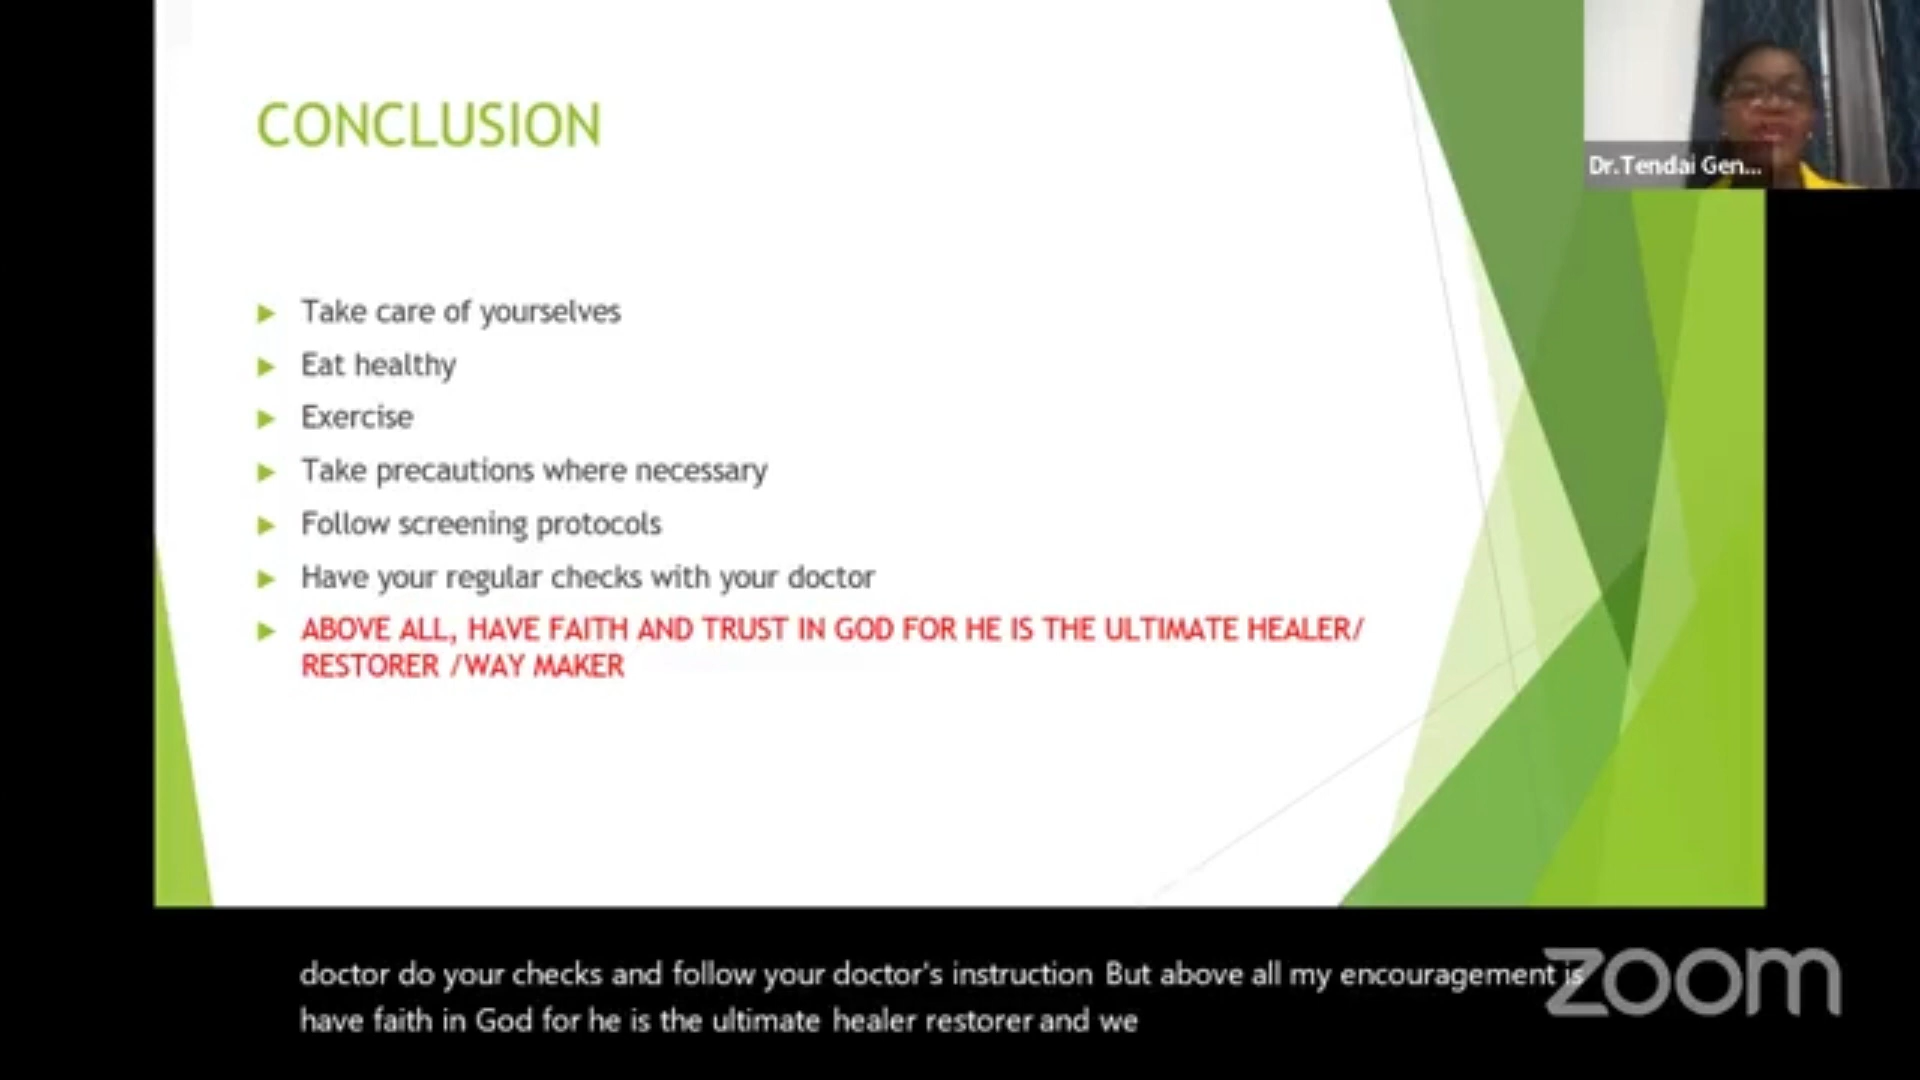 CONCLUSION
Take care of yourselves
Eat healthy
Exercise
Take precautions where necessary
Follow screening protocols
Have your regular checks with your doctor
ABOVE ALL, HAVE FAITH AND TRUST IN GOD FOR HE IS THE ULTIMATE HEALER/
RESTORER /WAY MAKER
Dr.Tendai Gen...
doctor do your checks and follow your doctor's instruction But above all my encouragement is
have faith in God for he is the ultimate healer restorer and we
zoom